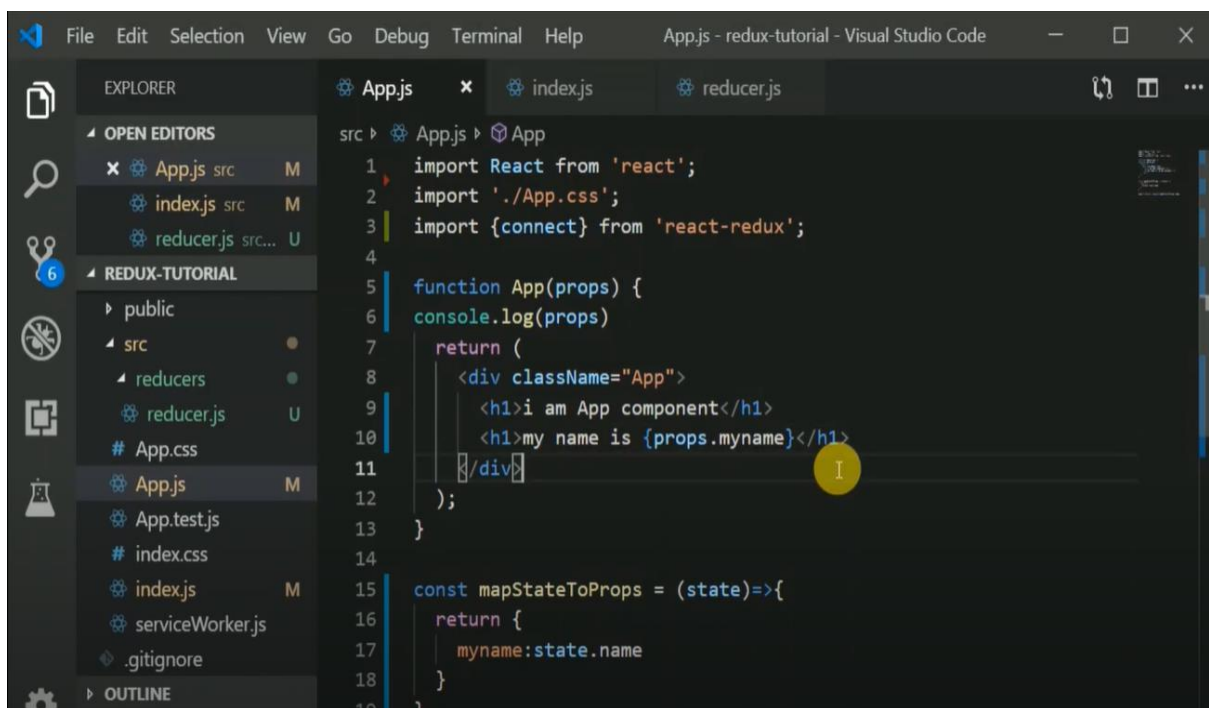 File Edit Selection View Go Debug Terminal Help App.js - redux-tutorial - Visual Studio Code
EXPLORER
OPEN EDITORS
App.js src M
index.js src M
reducer.js src... U
6
REDUX-TUTORIAL
public
src
reducers
reducer.js U
# App.css
App.js M
App.test.js
# index.css
index.js M
serviceWorker.js
.gitignore
OUTLINE
App.js index.js reducer.js
src App.js App
1 import React from 'react';
2 import './App.css';
3 import {connect} from 'react-redux';
4
5 function App(props) {
6 console.log(props)
7 return (
8 <div className="App">
9 <h1>i am App component</h1>
10 <h1>my name is {props.myname}</h1>
11 </div>
12 );
13 }
14
15 const mapStateToProps = (state)=>{
16 return {
17 myname:state.name
18 }